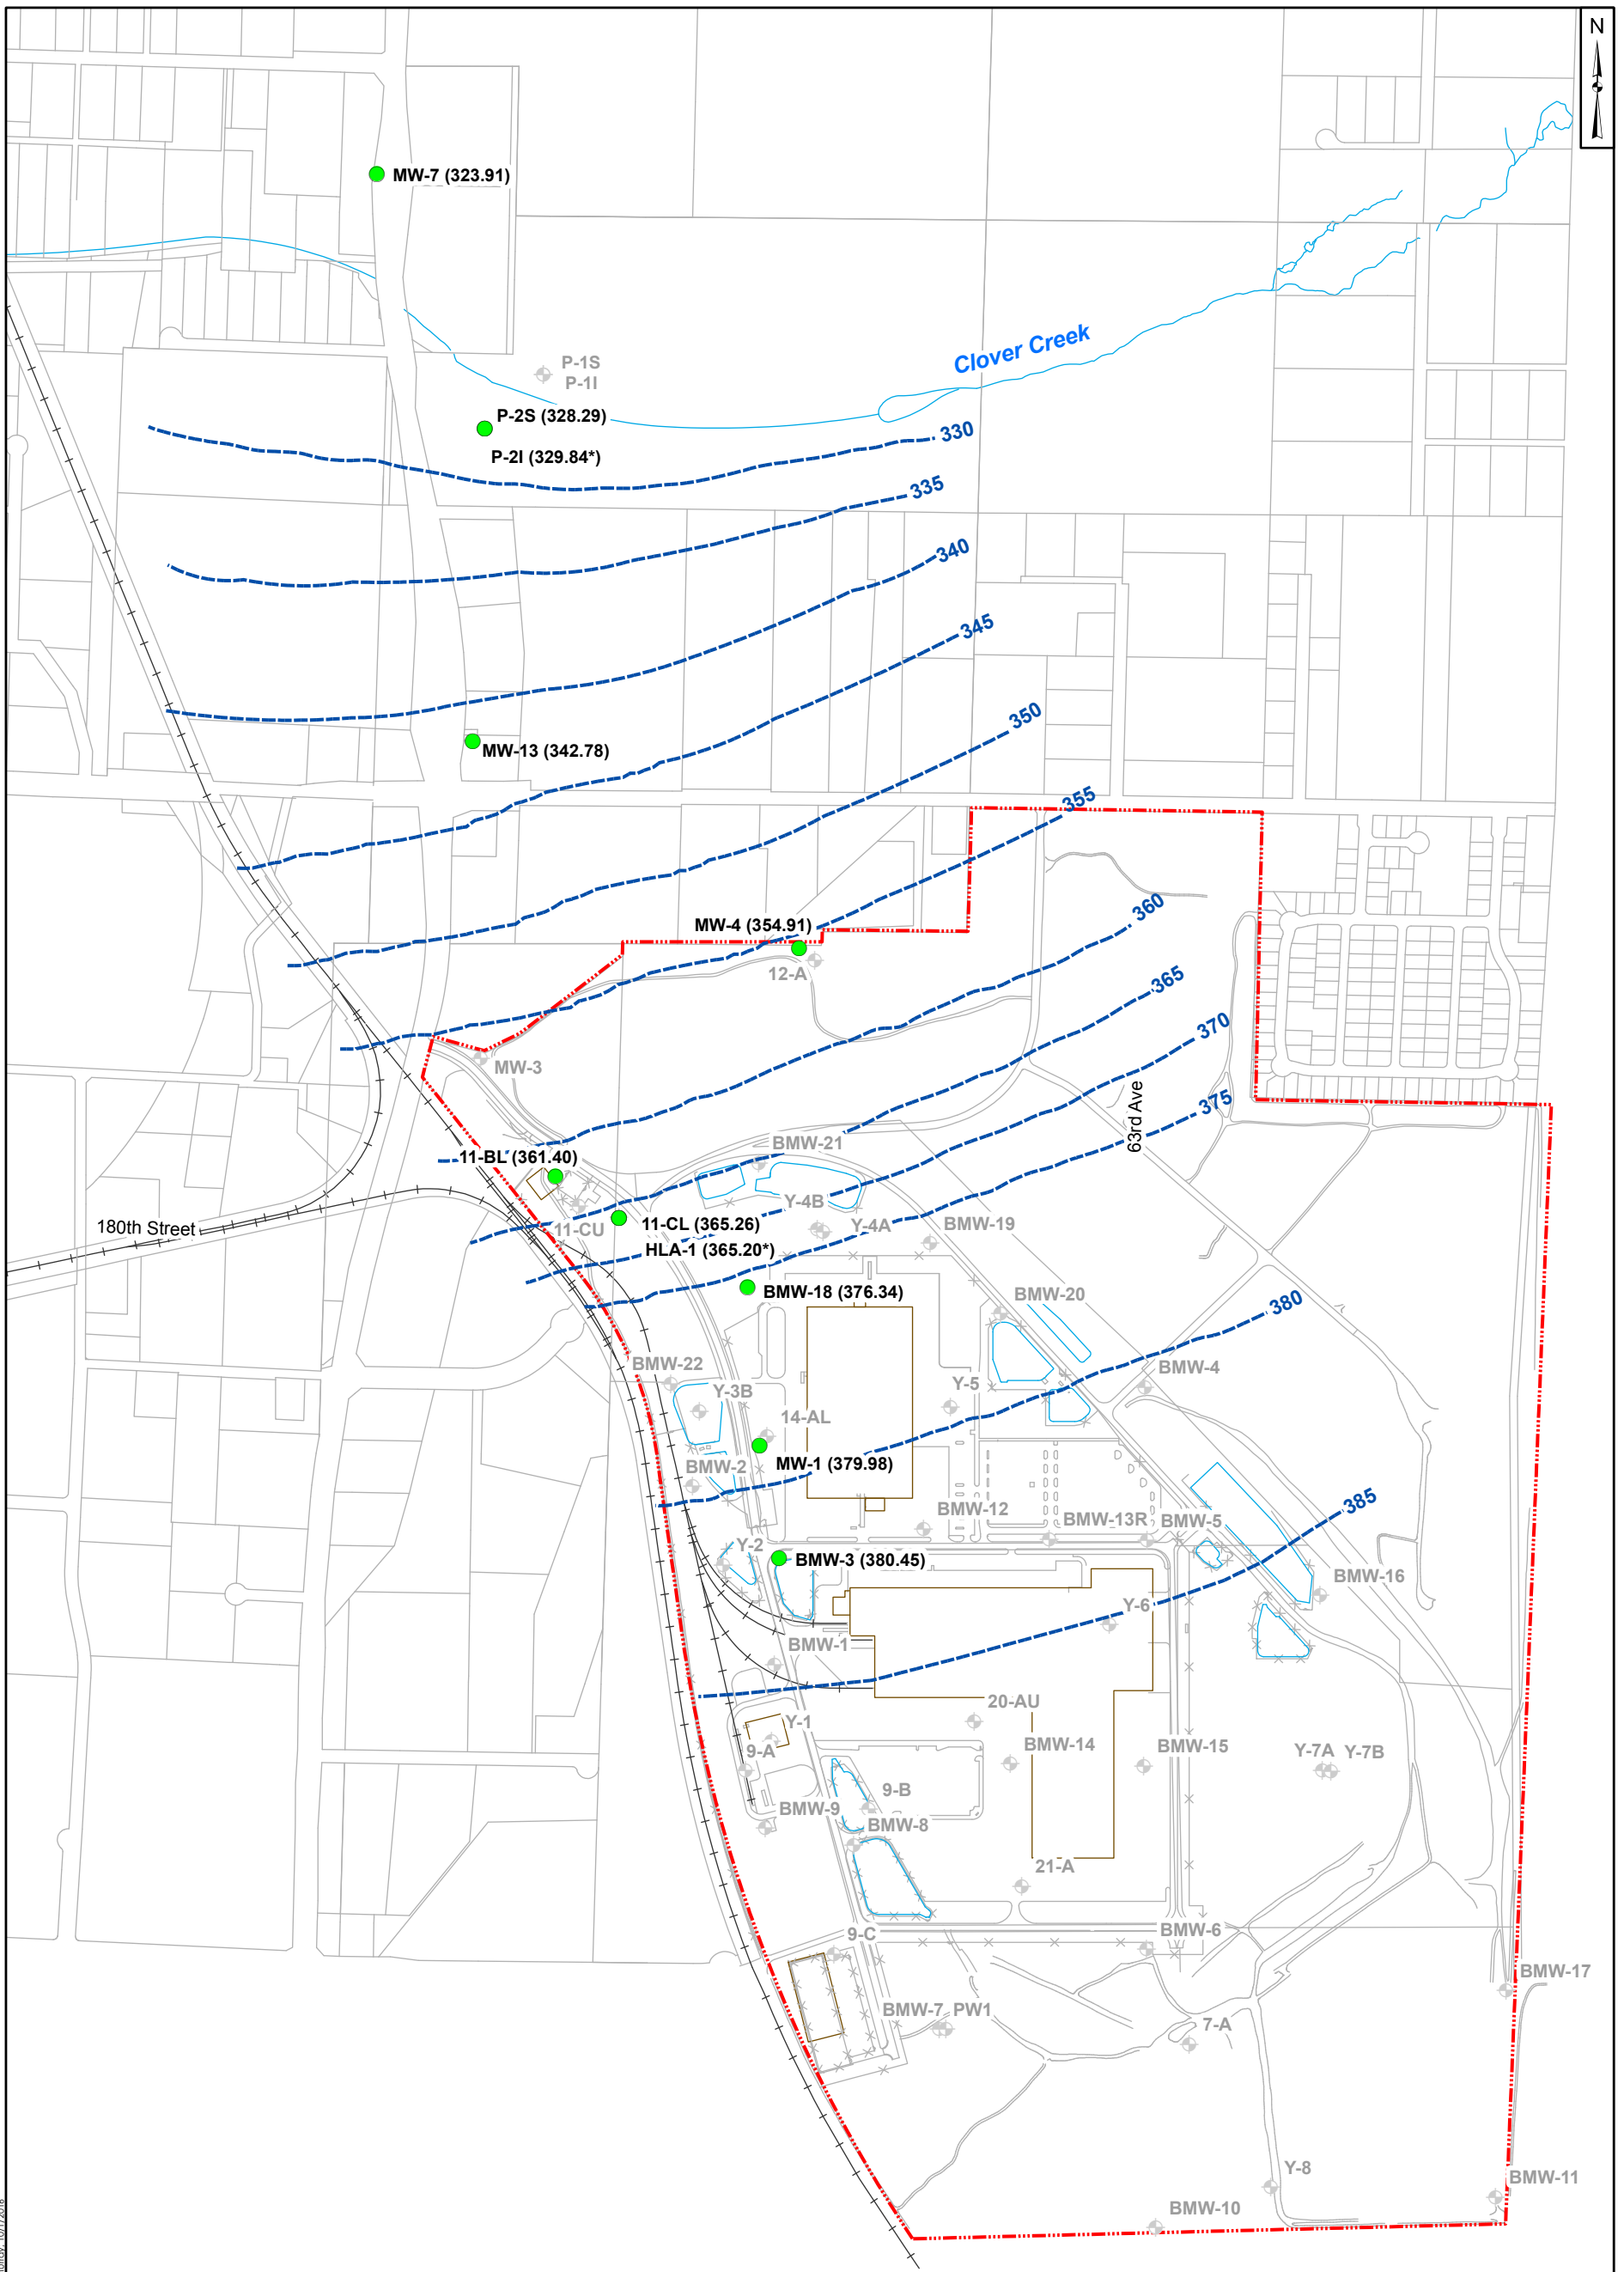 N
MW-7 (323.91)
Clover Creek
P-1S
P-1I
P-2S (328.29)
330
P-2I (329.84*)
335
340
345
350
MW-13 (342.78)
355
360
MW-4 (354.91)
12-A
365
370
MW-3
375
63rd Ave
BMW-21
11-BL (361.40)
180th Street
Y-4B
11-CU
11-CL (365.26)
Y-4A
BMW-19
HLA-1 (365.20*)
BMW-18 (376.34)
BMW-20
380
BMW-22
BMW-4
Y-3B
Y-5
14-AL
MW-1 (379.98)
BMW-2
385
BMW-12
BMW-13R
BMW-5
Y-2
BMW-3 (380.45)
BMW-16
Y-6
BMW-1
20-AU
Y-1
9-A
BMW-14
BMW-15
Y-7A
Y-7B
9-B
BMW-9
BMW-8
21-A
9-C
BMW-6
BMW-17
BMW-7
PW1
7-A
Y-8
BMW-11
BMW-10